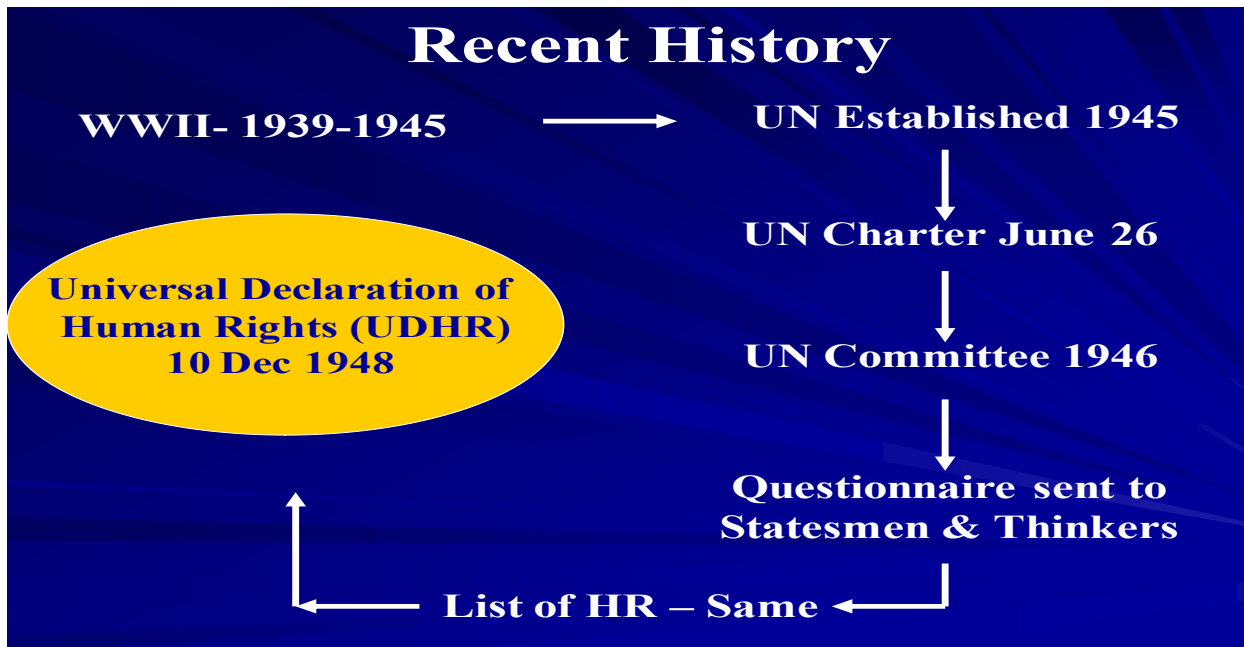 Recent History
WWII- 1939-1945
UN Established 1945
UN Charter June 26
UN Committee 1946
Questionnaire sent to
Statesmen & Thinkers
List of HR – Same
Universal Declaration of
Human Rights (UDHR)
10 Dec 1948